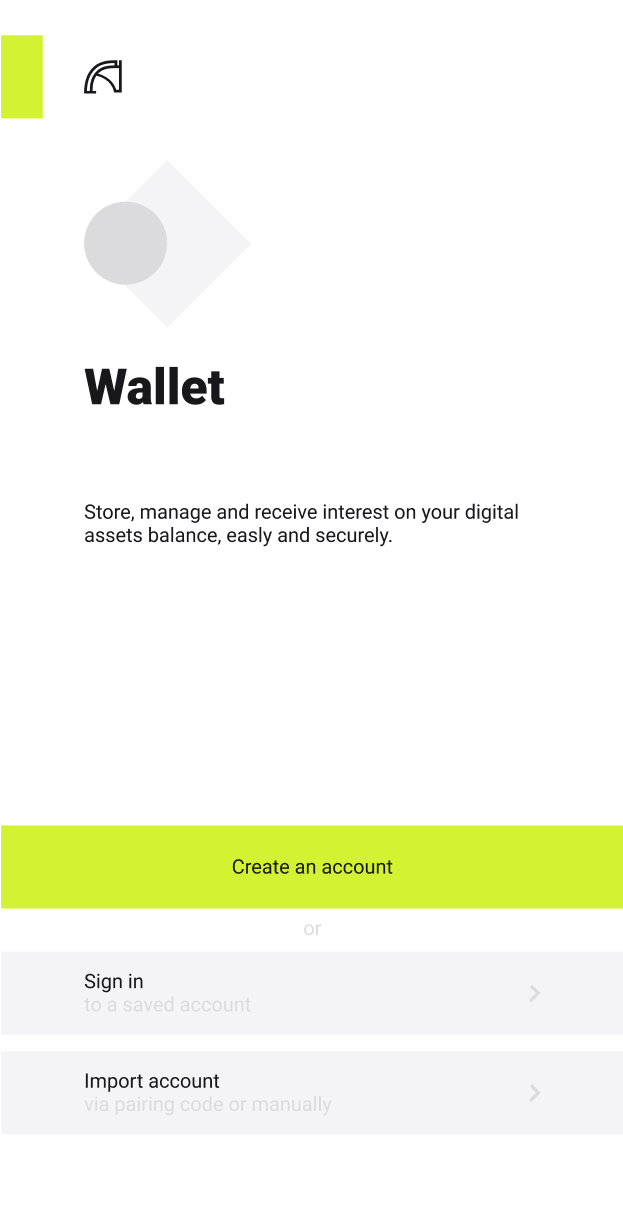 Wallet
Store, manage and receive interest on your digital
assets balance, easly and securely.
Create an account
or
Sign in
to a saved account
Import account
via pairing code or manually